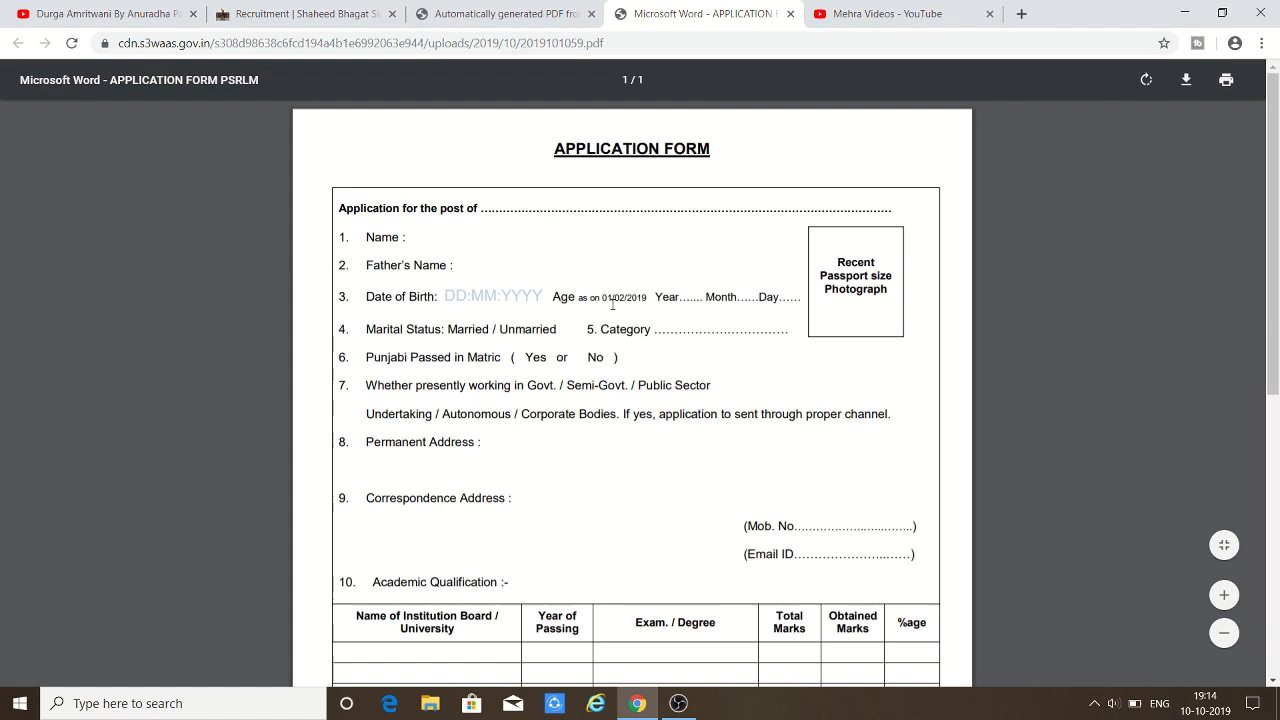 Durga Amritwani By Anuradha Pa
Recruitment | Shaheed Bhagat Si
Automatically generated PDF from
Microsoft Word - APPLICATION F
Mehra Videos - YouTube
cdn.s3waas.gov.in/s308d98638c6fcd194a4b1e6992063e944/uploads/2019/10/2019101059.pdf
Microsoft Word - APPLICATION FORM PSRLM
1 / 1
APPLICATION FORM
Application for the post of ……………………………………………………………………………………………………
1. Name :
2. Father's Name :
3. Date of Birth: DD:MM:YYYY Age as on 01/02/2019 Year……. Month……Day……
Recent
Passport size
Photograph
4. Marital Status: Married / Unmarried 5. Category ……………………………
6. Punjabi Passed in Matric ( Yes or No )
7. Whether presently working in Govt. / Semi-Govt. / Public Sector
Undertaking / Autonomous / Corporate Bodies. If yes, application to sent through proper channel.
8. Permanent Address :
9. Correspondence Address :
(Mob. No……………………..)
(Email ID……………………….)
10. Academic Qualification :-
Name of Institution Board / University Year of Passing Exam. / Degree Total Marks Obtained Marks %age
Type here to search
ENG
19:14
10-10-2019